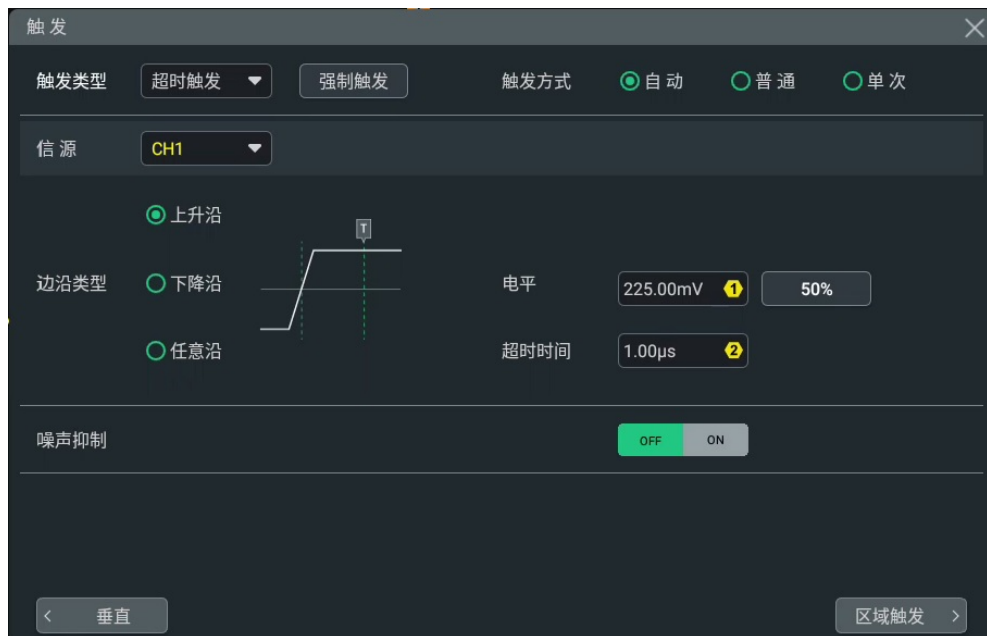 触发
触发类型 超时触发 强制触发 触发方式 自动 普通 单次
信源 CH1
上升沿
T
边沿类型 下降沿 电平 225.00mV 1 50%
任意沿 超时时间 1.00μs 2
噪声抑制 OFF ON
< 垂直 区域触发 >